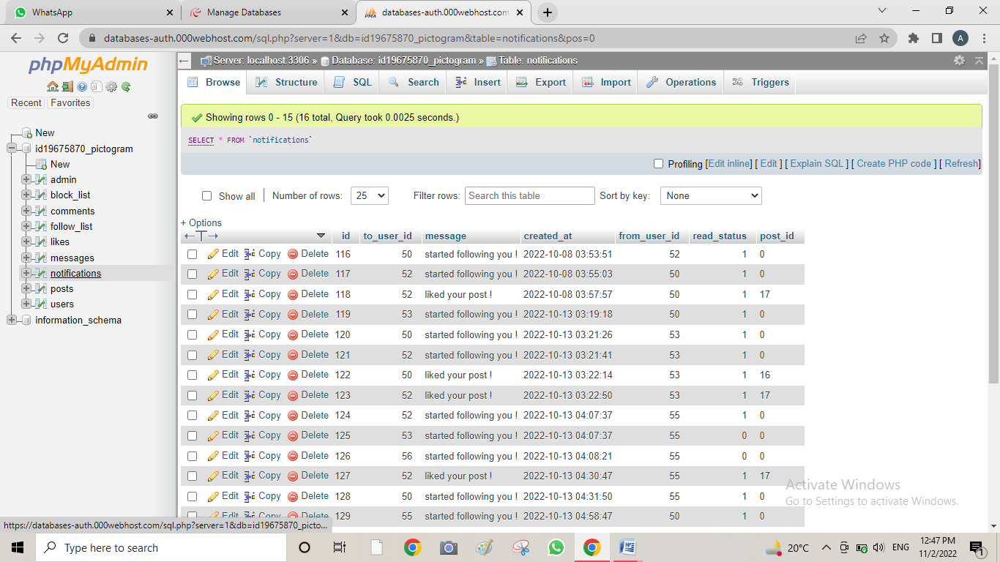 WhatsApp
Manage Databases
databases-auth.000webhost.com
databases-auth.000webhost.com/sql.php?server=1&db=id19675870_pictogram&table=notifications&pos=0
A
phpMyAdmin
Recent Favorites
New
id19675870_pictogram
New
admin
block_list
comments
follow_list
likes
messages
notifications
posts
users
information_schema
Server: localhost:3306 » Database: id19675870_pictogram » Table: notifications
Browse Structure SQL Search Insert Export Import Operations Triggers
Showing rows 0 - 15 (16 total, Query took 0.0025 seconds.)
SELECT * FROM `notifications`
Profiling [Edit inline] [ Edit ] [ Explain SQL ] [ Create PHP code ] [ Refresh]
Show all Number of rows: 25 Filter rows: Search this table Sort by key: None
+ Options
id to_user_id message created_at from_user_id read_status post_id
Edit Copy Delete 116 50 started following you ! 2022-10-08 03:53:51 52 1 0
Edit Copy Delete 117 52 started following you ! 2022-10-08 03:55:03 50 1 0
Edit Copy Delete 118 52 liked your post ! 2022-10-08 03:57:57 50 1 17
Edit Copy Delete 119 53 started following you ! 2022-10-13 03:19:18 50 1 0
Edit Copy Delete 120 50 started following you ! 2022-10-13 03:21:26 53 1 0
Edit Copy Delete 121 52 started following you ! 2022-10-13 03:21:41 53 1 0
Edit Copy Delete 122 50 liked your post ! 2022-10-13 03:22:14 53 1 16
Edit Copy Delete 123 52 liked your post ! 2022-10-13 03:22:50 53 1 17
Edit Copy Delete 124 52 started following you ! 2022-10-13 04:07:37 55 1 0
Edit Copy Delete 125 53 started following you ! 2022-10-13 04:07:37 55 0 0
Edit Copy Delete 126 56 started following you ! 2022-10-13 04:08:21 55 0 0
Edit Copy Delete 127 52 liked your post ! 2022-10-13 04:30:47 55 1 17
Edit Copy Delete 128 50 started following you ! 2022-10-13 04:31:50 55 1 0
Edit Copy Delete 129 55 started following you ! 2022-10-13 04:58:47 50 1 0
Activate Windows
Go to Settings to activate Windows.
https://databases-auth.000webhost.com/sql.php?server=1&db=id19675870_picto...
Type here to search
20°C
ENG
12:47 PM
11/2/2022
1